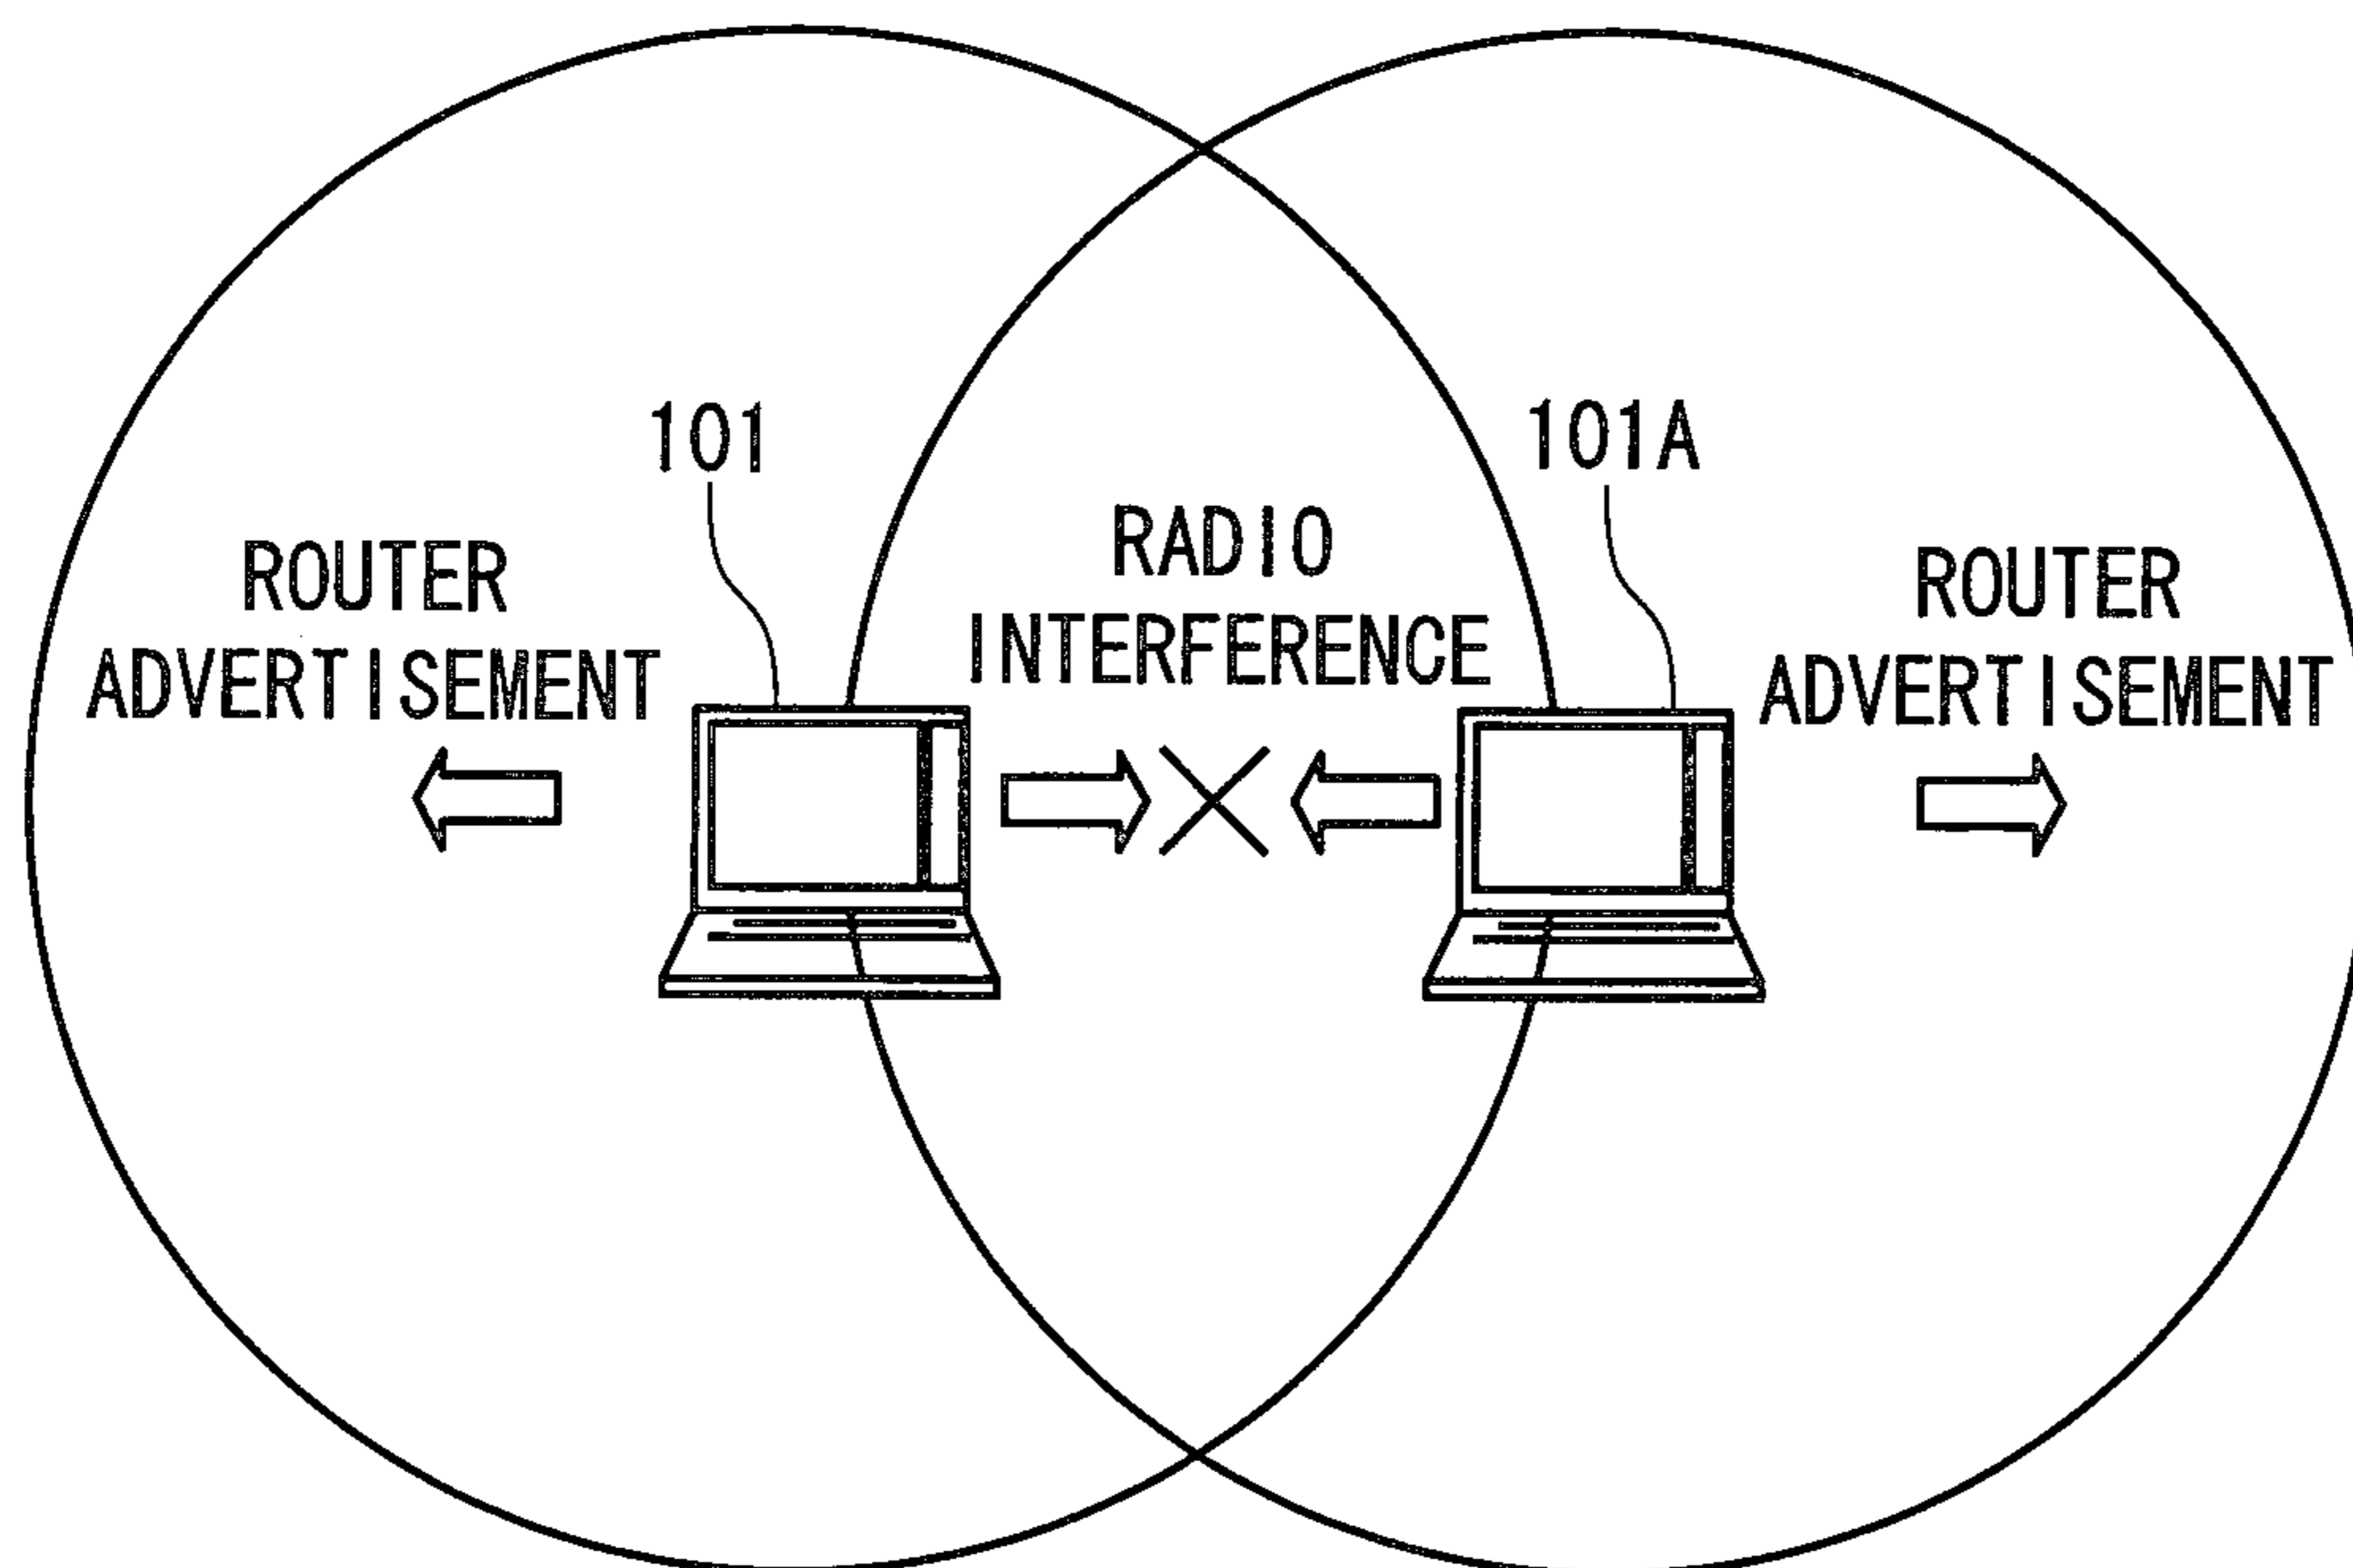 101
101A
ROUTER
ADVERTISEMENT
RADIO
INTERFERENCE
ROUTER
ADVERTISEMENT